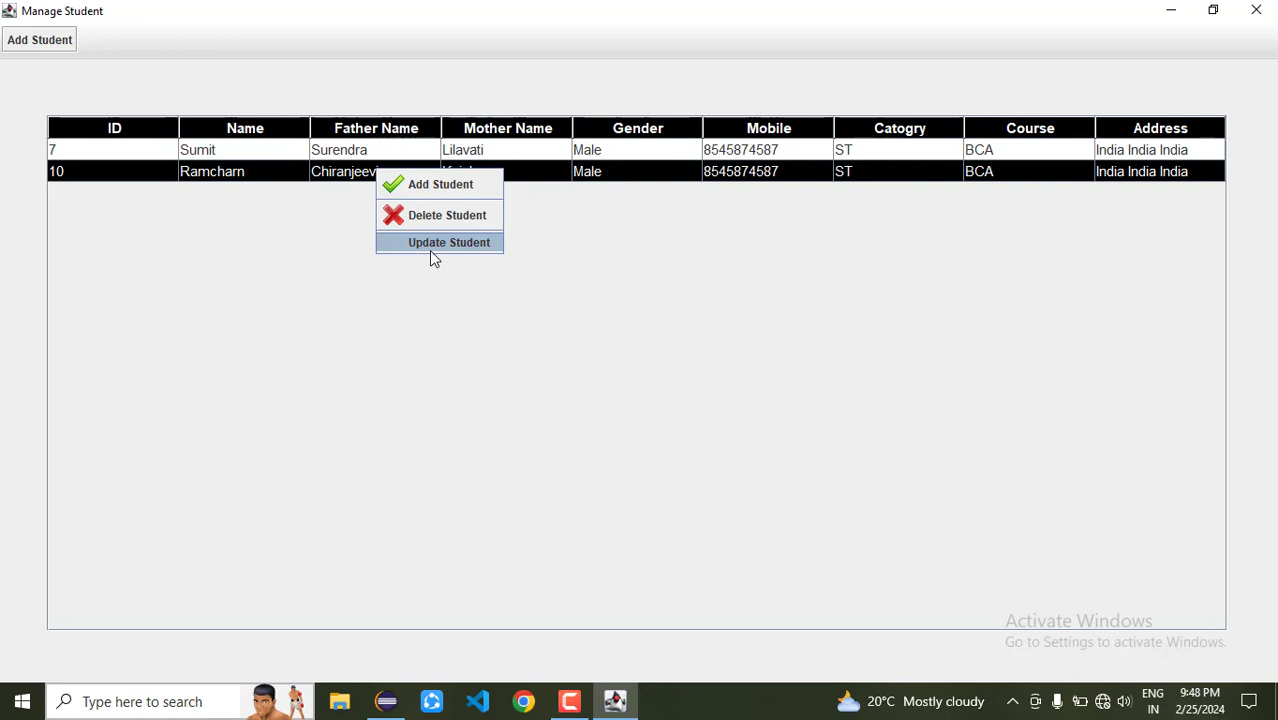 Manage Student
Add Student
ID Name Father Name Mother Name Gender Mobile Catogry Course Address
7 Sumit Surendra Lilavati Male 8545874587 ST BCA India India India
10 Ramcharn Male 8545874587 ST BCA India India India
Add Student
Delete Student
Update Student
Activate Windows
Go to Settings to activate Windows.
Type here to search
20°C Mostly cloudy
ENG
IN
9:48 PM
2/25/2024